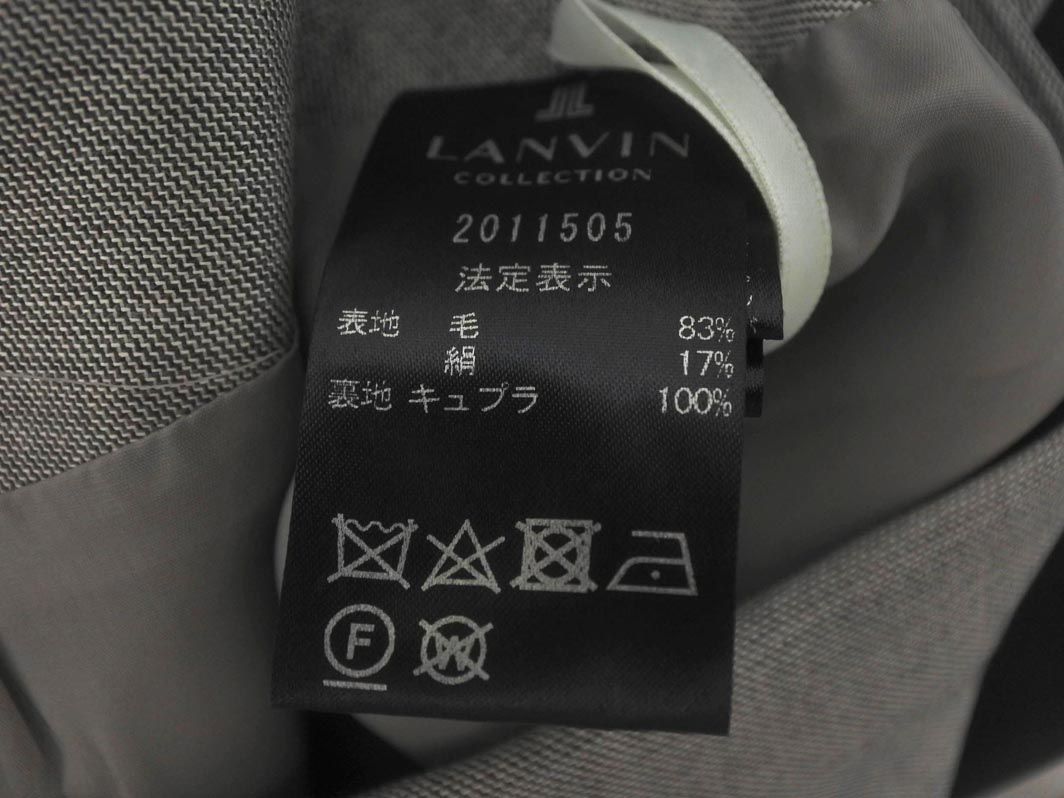 LANVIN
COLLECTION
2011505
法定表示
表地 毛 83%
絹 17%
裏地 キュプラ 100%
F
W